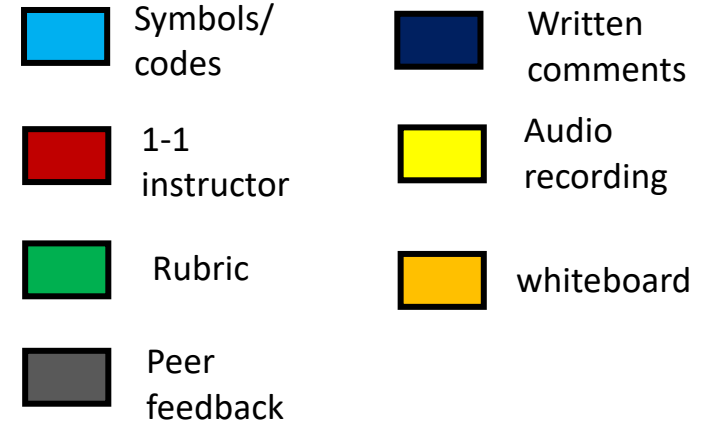 Symbols/
codes
1-1
instructor
Rubric
Peer
feedback
Written
comments
Audio
recording
whiteboard